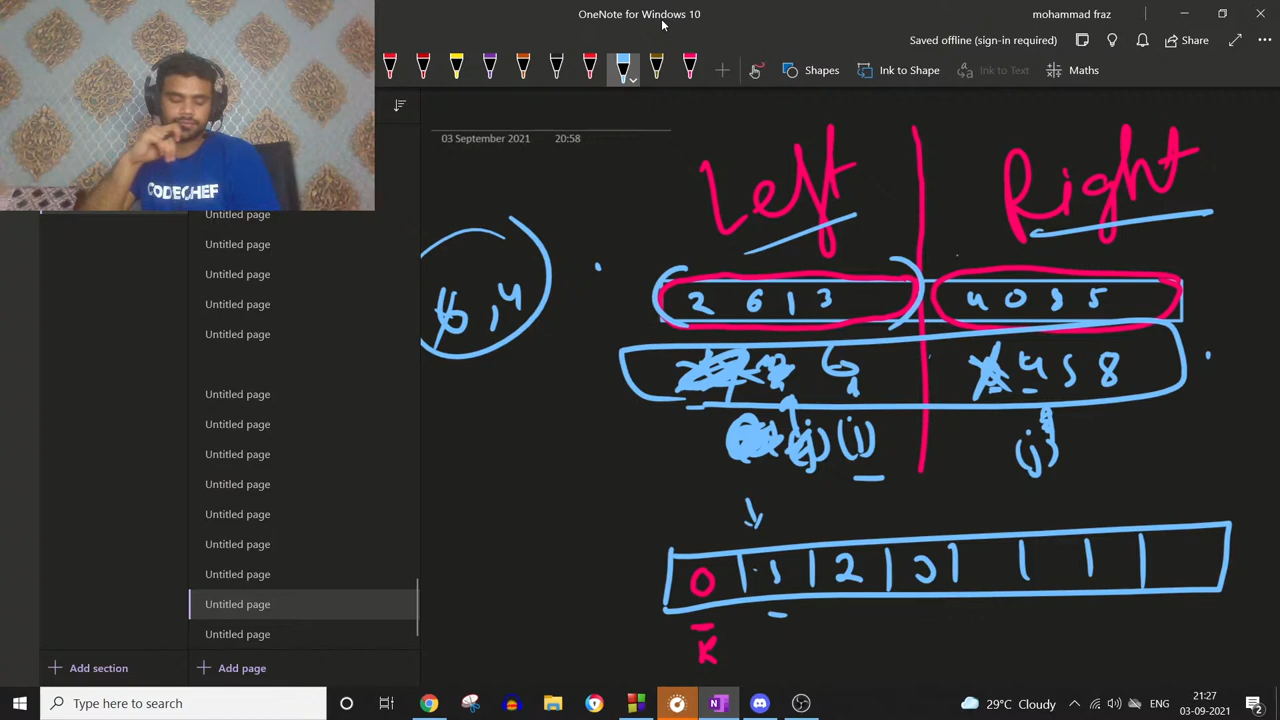 OneNote for Windows 10
mohammad fraz
Saved offline (sign-in required)
Share
Shapes
Ink to Shape
Ink to Text
Maths
03 September 2021 20:58
Left
Right
CODECHEF
Untitled page
Untitled page
Untitled page
Untitled page
Untitled page
Untitled page
Untitled page
Untitled page
Untitled page
Untitled page
Untitled page
Untitled page
Untitled page
Untitled page
6,4
2 6 1 3
4 0 8 5
6
4 5 8
(j)
(i)
(j)
0 1 2 3
K
Add section
Add page
Type here to search
29°C Cloudy
21:27
03-09-2021
2